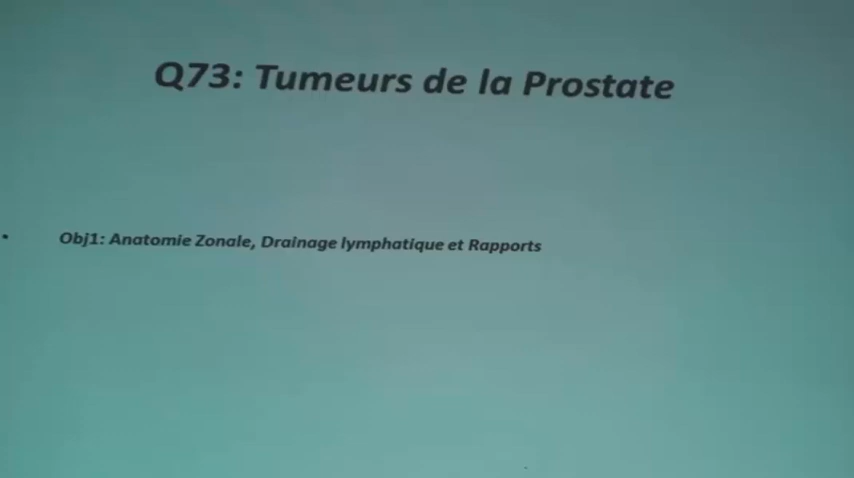 Q73: Tumeurs de la Prostate
• Obj1: Anatomie Zonale, Drainage lymphatique et Rapports